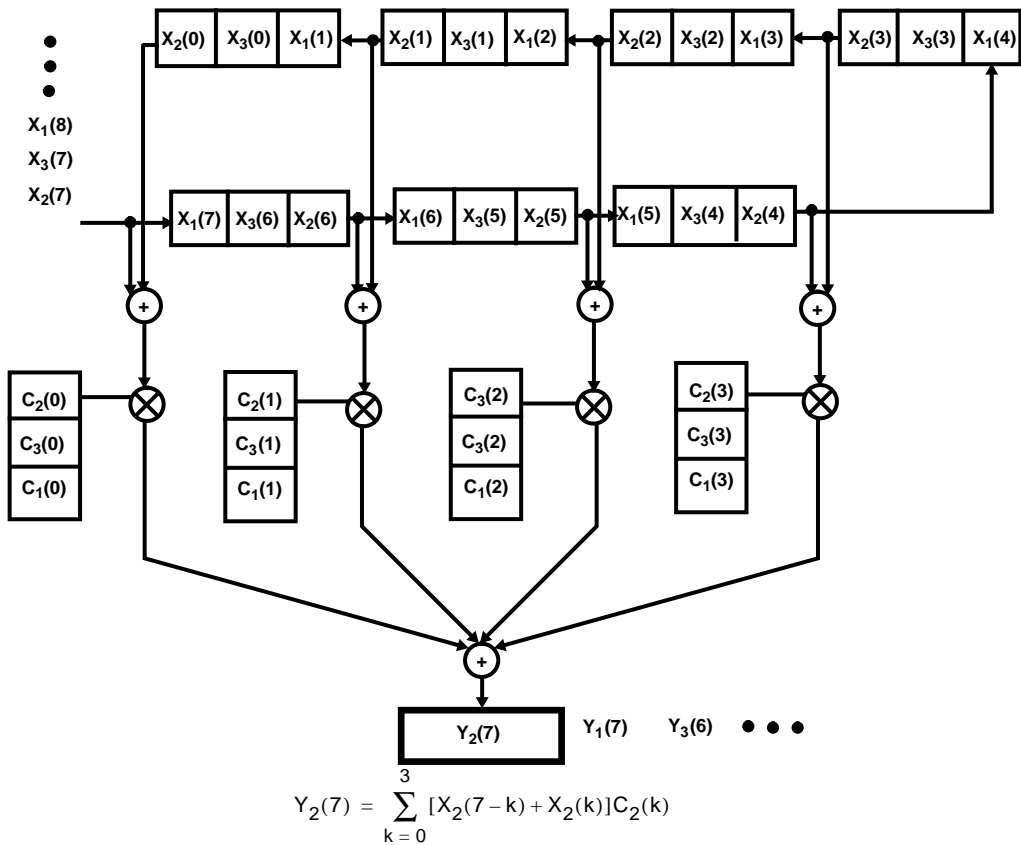 X2(0) X3(0) X1(1) X2(1) X3(1) X1(2) X2(2) X3(2) X1(3) X2(3) X3(3) X1(4)
X1(8)
X3(7)
X2(7)
X1(7) X3(6) X2(6) X1(6) X3(5) X2(5) X1(5) X3(4) X2(4)
+ + + +
C2(0) C2(1) C3(2) C2(3)
C3(0) C3(1) C3(2) C3(3)
C1(0) C1(1) C1(2) C1(3)
+
Y2(7) Y1(7) Y3(6)
Y2(7) = 3∑k = 0 [X2(7 – k) + X2(k)]C2(k)